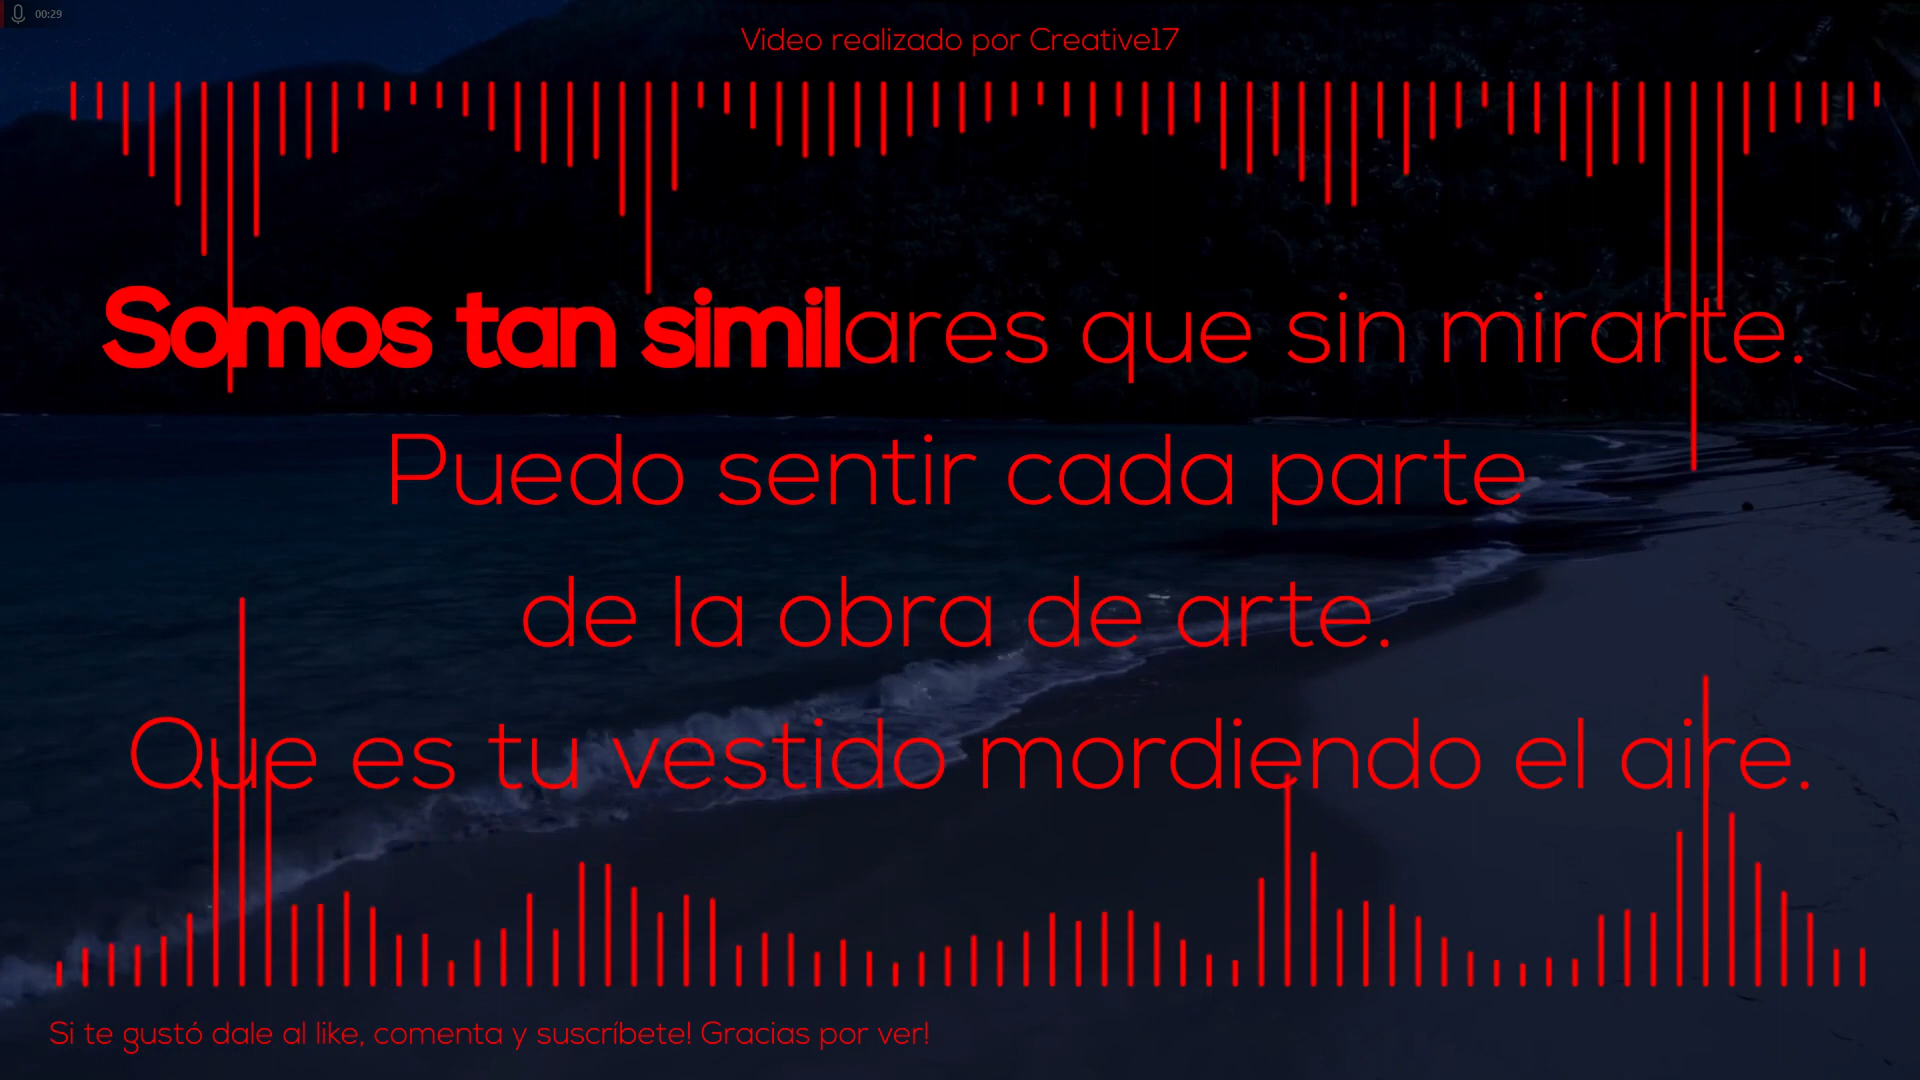 00:29
Video realizado por Creative17
Somos tan similares que sin mirarte.
Puedo sentir cada parte
de la obra de arte.
Que es tu vestido mordiendo el aire.
Si te gustó dale al like, comenta y suscríbete! Gracias por ver!